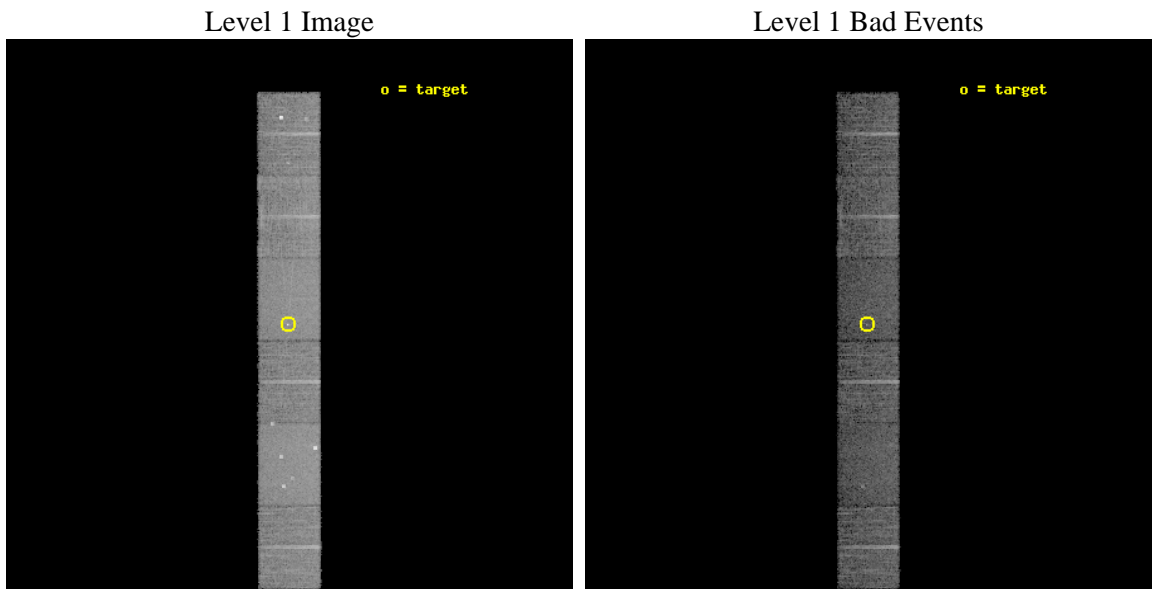 Level 1 Image
Level 1 Bad Events
o = target
o = target